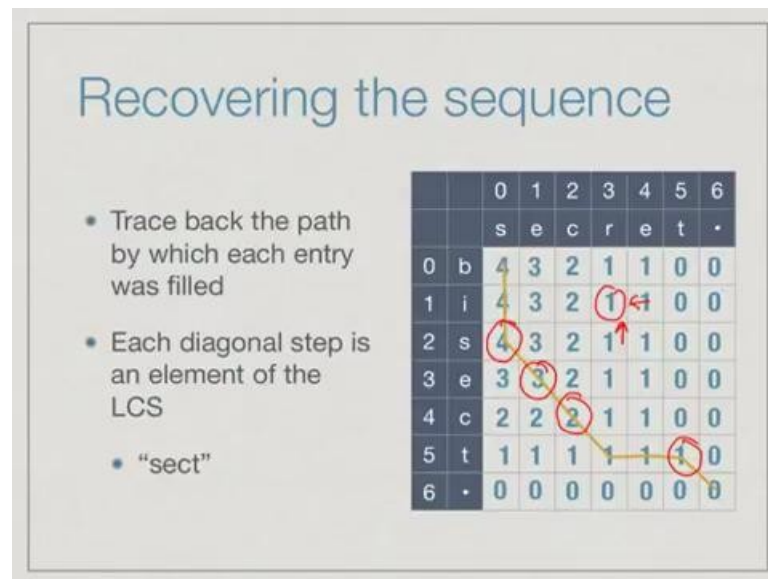 Recovering the sequence
• Trace back the path
by which each entry
was filled
• Each diagonal step is
an element of the
LCS
• “sect”
0 1 2 3 4 5 6
s e c r e t •
0 b 4 3 2 1 1 0 0
1 i 4 3 2 1 1 0 0
2 s 4 3 2 1 1 0 0
3 e 3 3 2 1 1 0 0
4 c 2 2 2 1 1 0 0
5 t 1 1 1 1 1 1 0
6 • 0 0 0 0 0 0 0